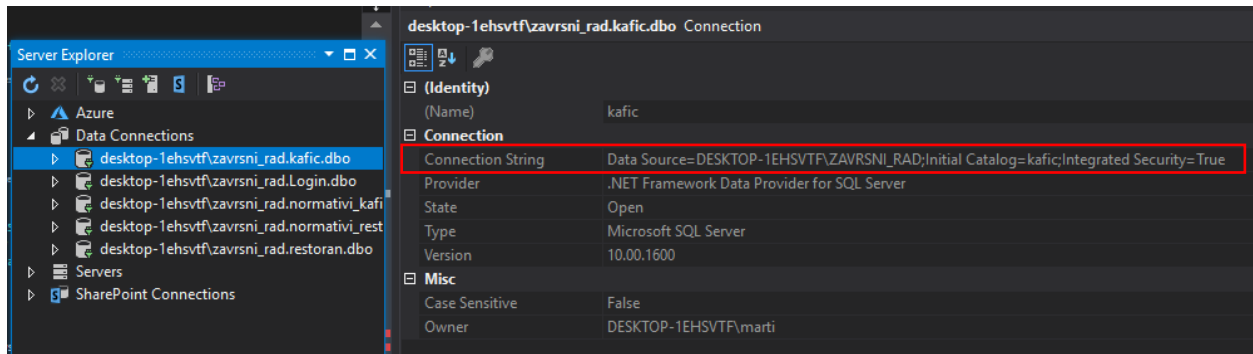 Server Explorer
Azure
Data Connections
desktop-1ehsvtf\zavrsni_rad.kafic.dbo
desktop-1ehsvtf\zavrsni_rad.Login.dbo
desktop-1ehsvtf\zavrsni_rad.normativi_kafi
desktop-1ehsvtf\zavrsni_rad.normativi_rest
desktop-1ehsvtf\zavrsni_rad.restoran.dbo
Servers
SharePoint Connections
desktop-1ehsvtf\zavrsni_rad.kafic.dbo Connection
(Identity)
(Name) kafic
Connection
Connection String Data Source=DESKTOP-1EHSVTF\ZAVRSNI_RAD;Initial Catalog=kafic;Integrated Security=True
Provider .NET Framework Data Provider for SQL Server
State Open
Type Microsoft SQL Server
Version 10.00.1600
Misc
Case Sensitive False
Owner DESKTOP-1EHSVTF\marti